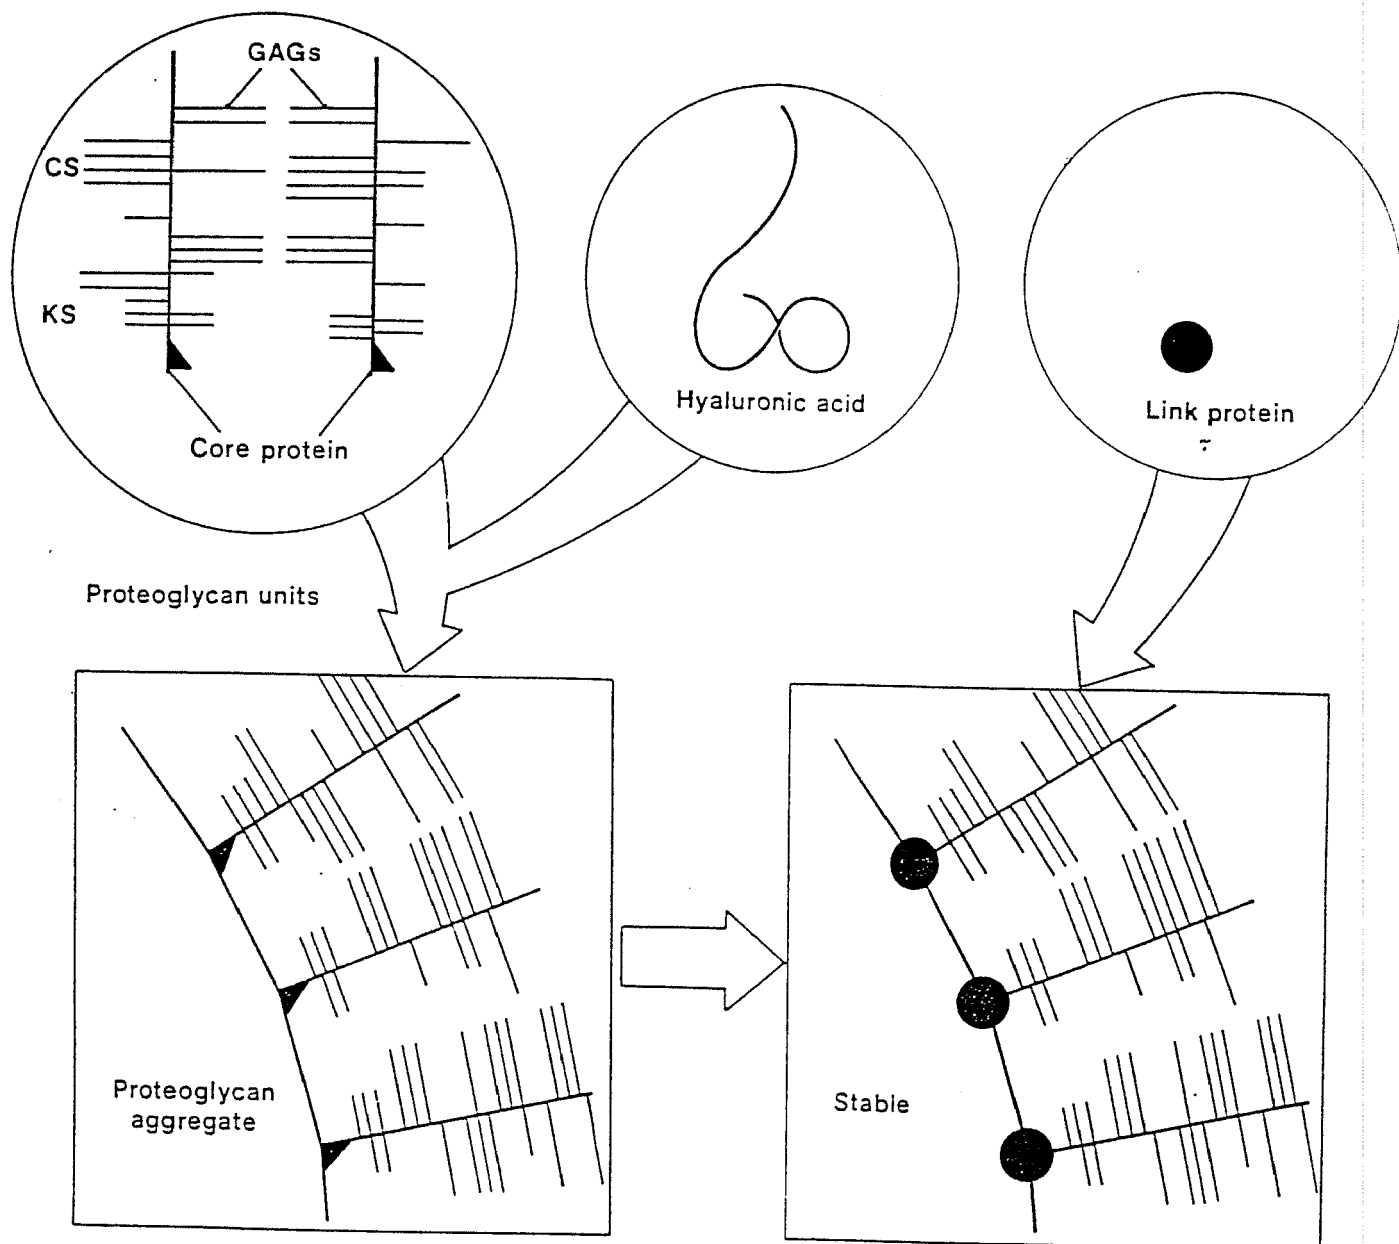 GAGs
CS
KS
Core protein
Hyaluronic acid
Link protein
Proteoglycan units
Proteoglycan
aggregate
Stable